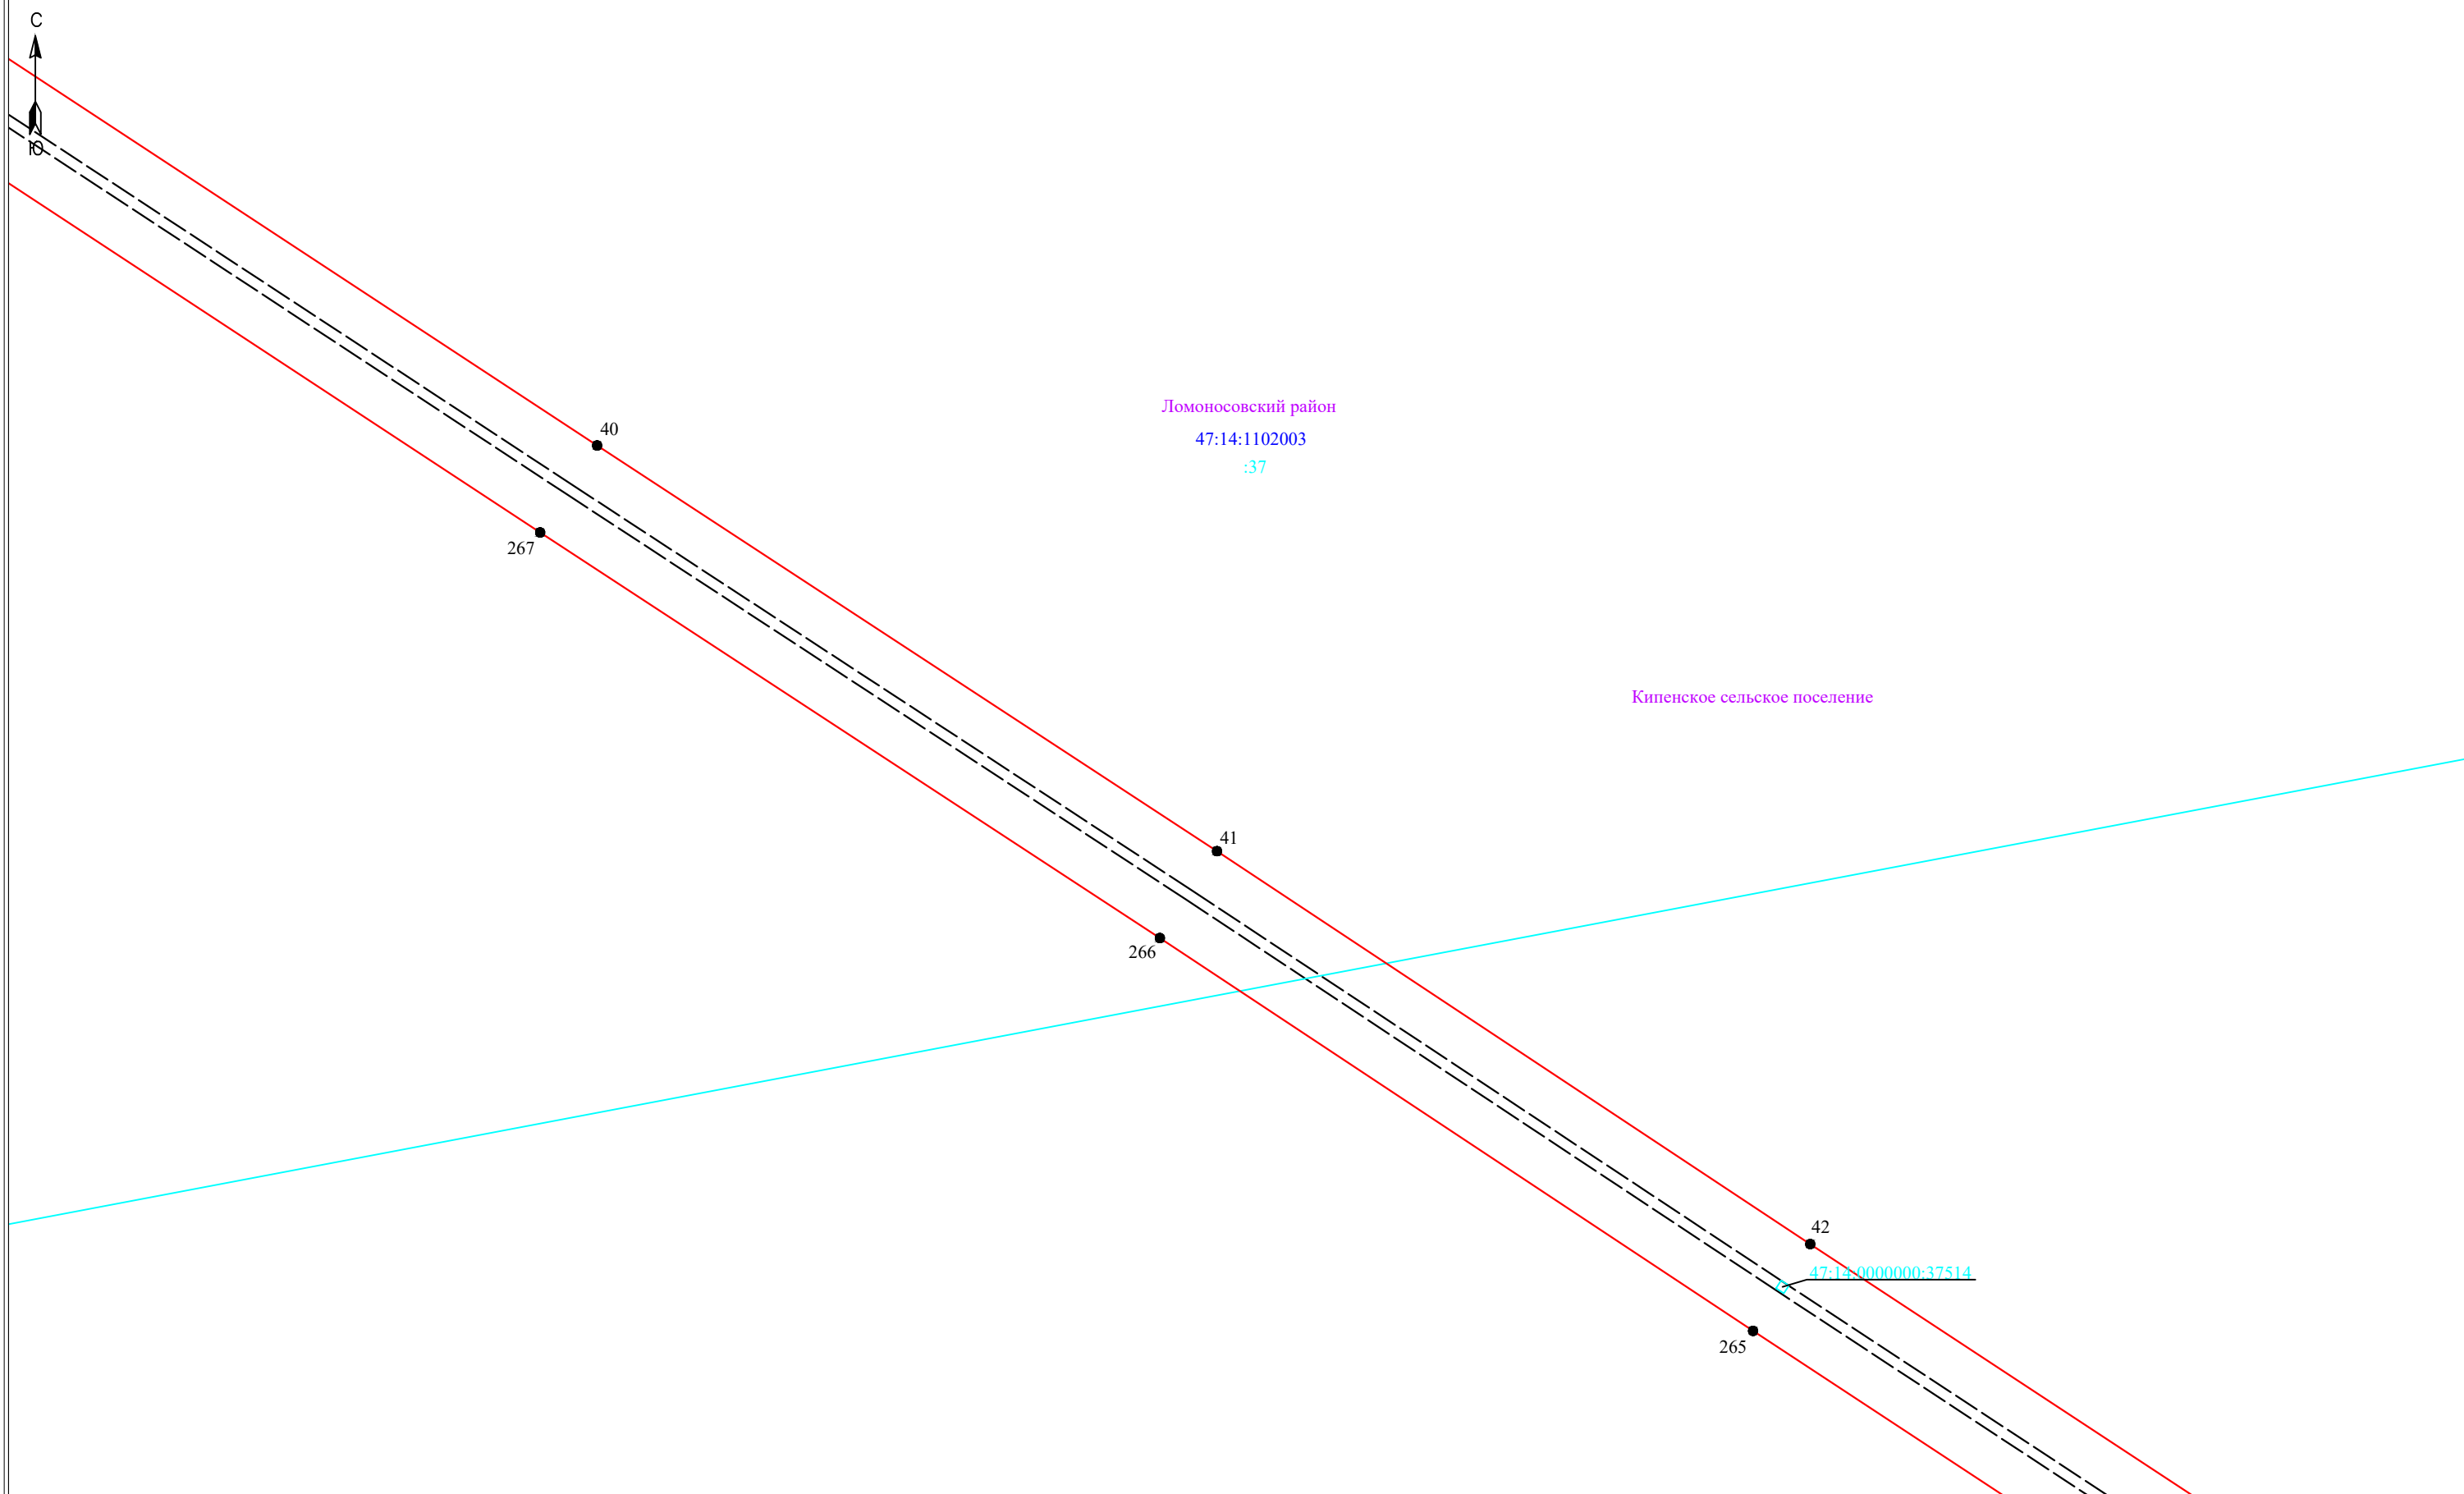 С
Ю
Ломоносовский район
40
47:14:1102003
:37
267
Кипенское сельское поселение
41
266
42
47:14:0000000:37514
265